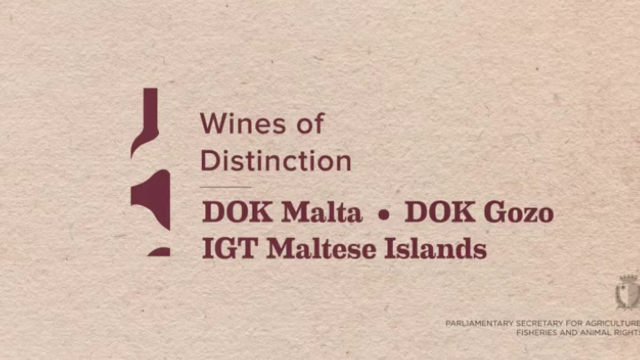 Wines of
Distinction
DOK Malta • DOK Gozo
IGT Maltese Islands
PARLIAMENTARY SECRETARY FOR AGRICULTURE
FISHERIES AND ANIMAL RIGHTS